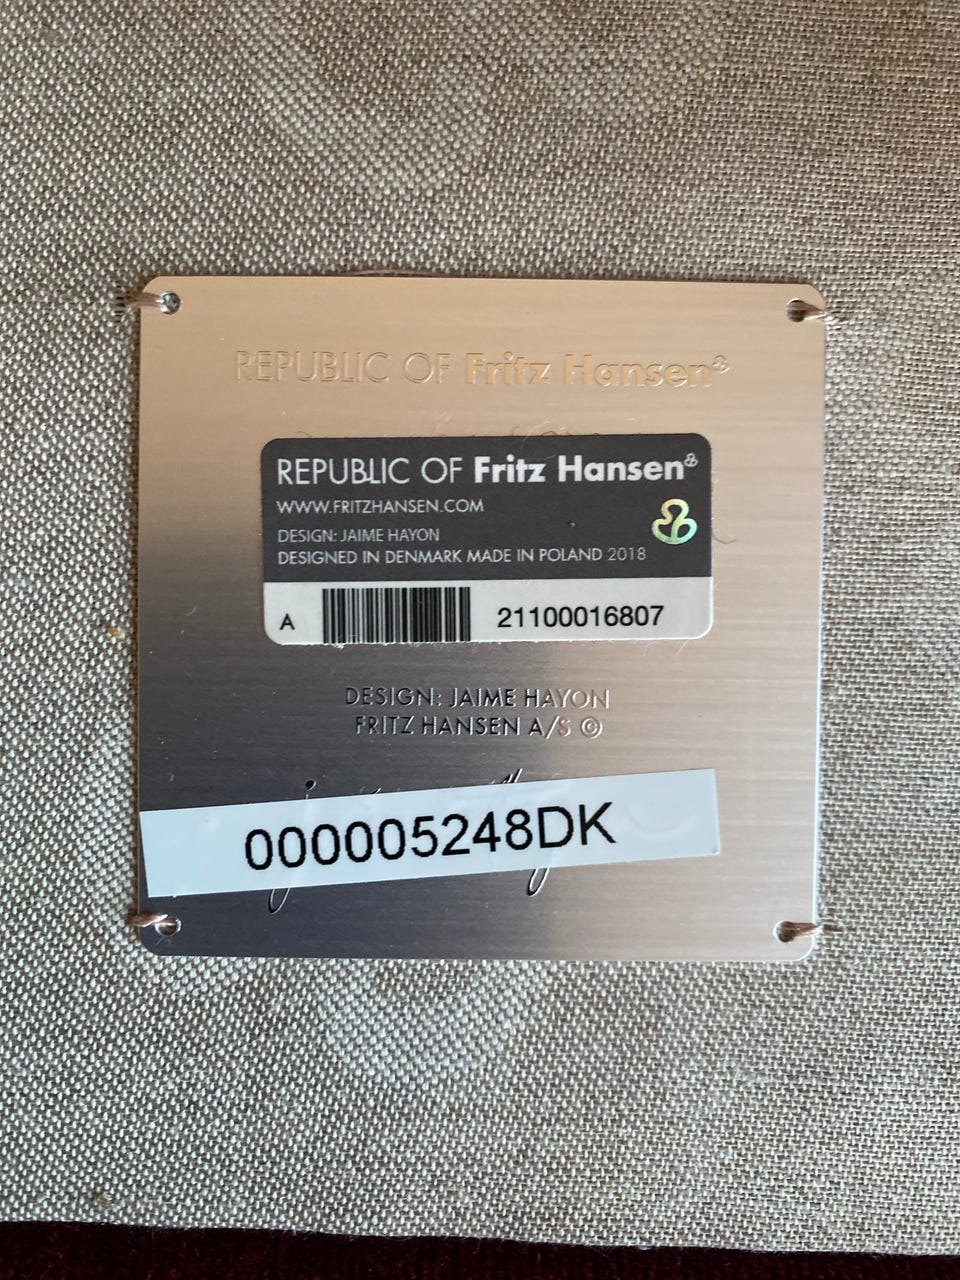 REPUBLIC OF Fritz Hansen
REPUBLIC OF Fritz Hansen
WWW.FRITZHANSEN.COM
DESIGN: JAIME HAYON
DESIGNED IN DENMARK MADE IN POLAND 2018
A 21100016807
DESIGN: JAIME HAYON
FRITZ HANSEN A/S ©
000005248DK